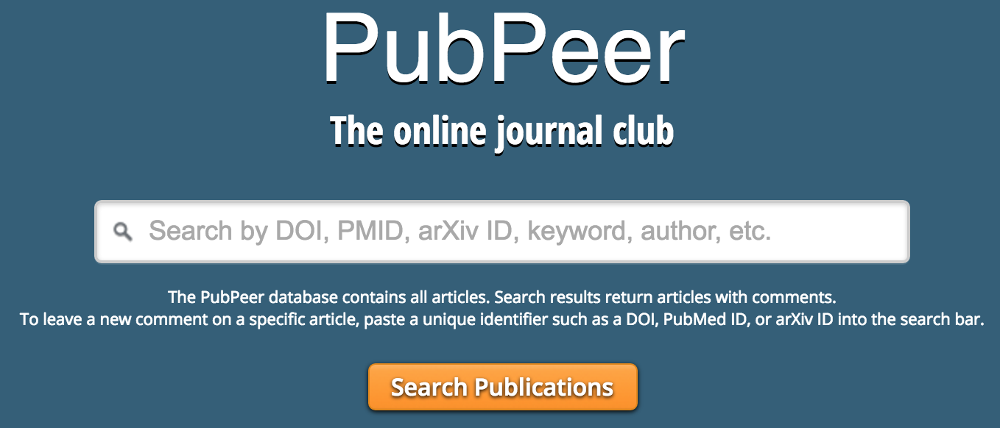 PubPeer
The online journal club
Search by DOI, PMID, arXiv ID, keyword, author, etc.
The PubPeer database contains all articles. Search results return articles with comments.
To leave a new comment on a specific article, paste a unique identifier such as a DOI, PubMed ID, or arXiv ID into the search bar.
Search Publications